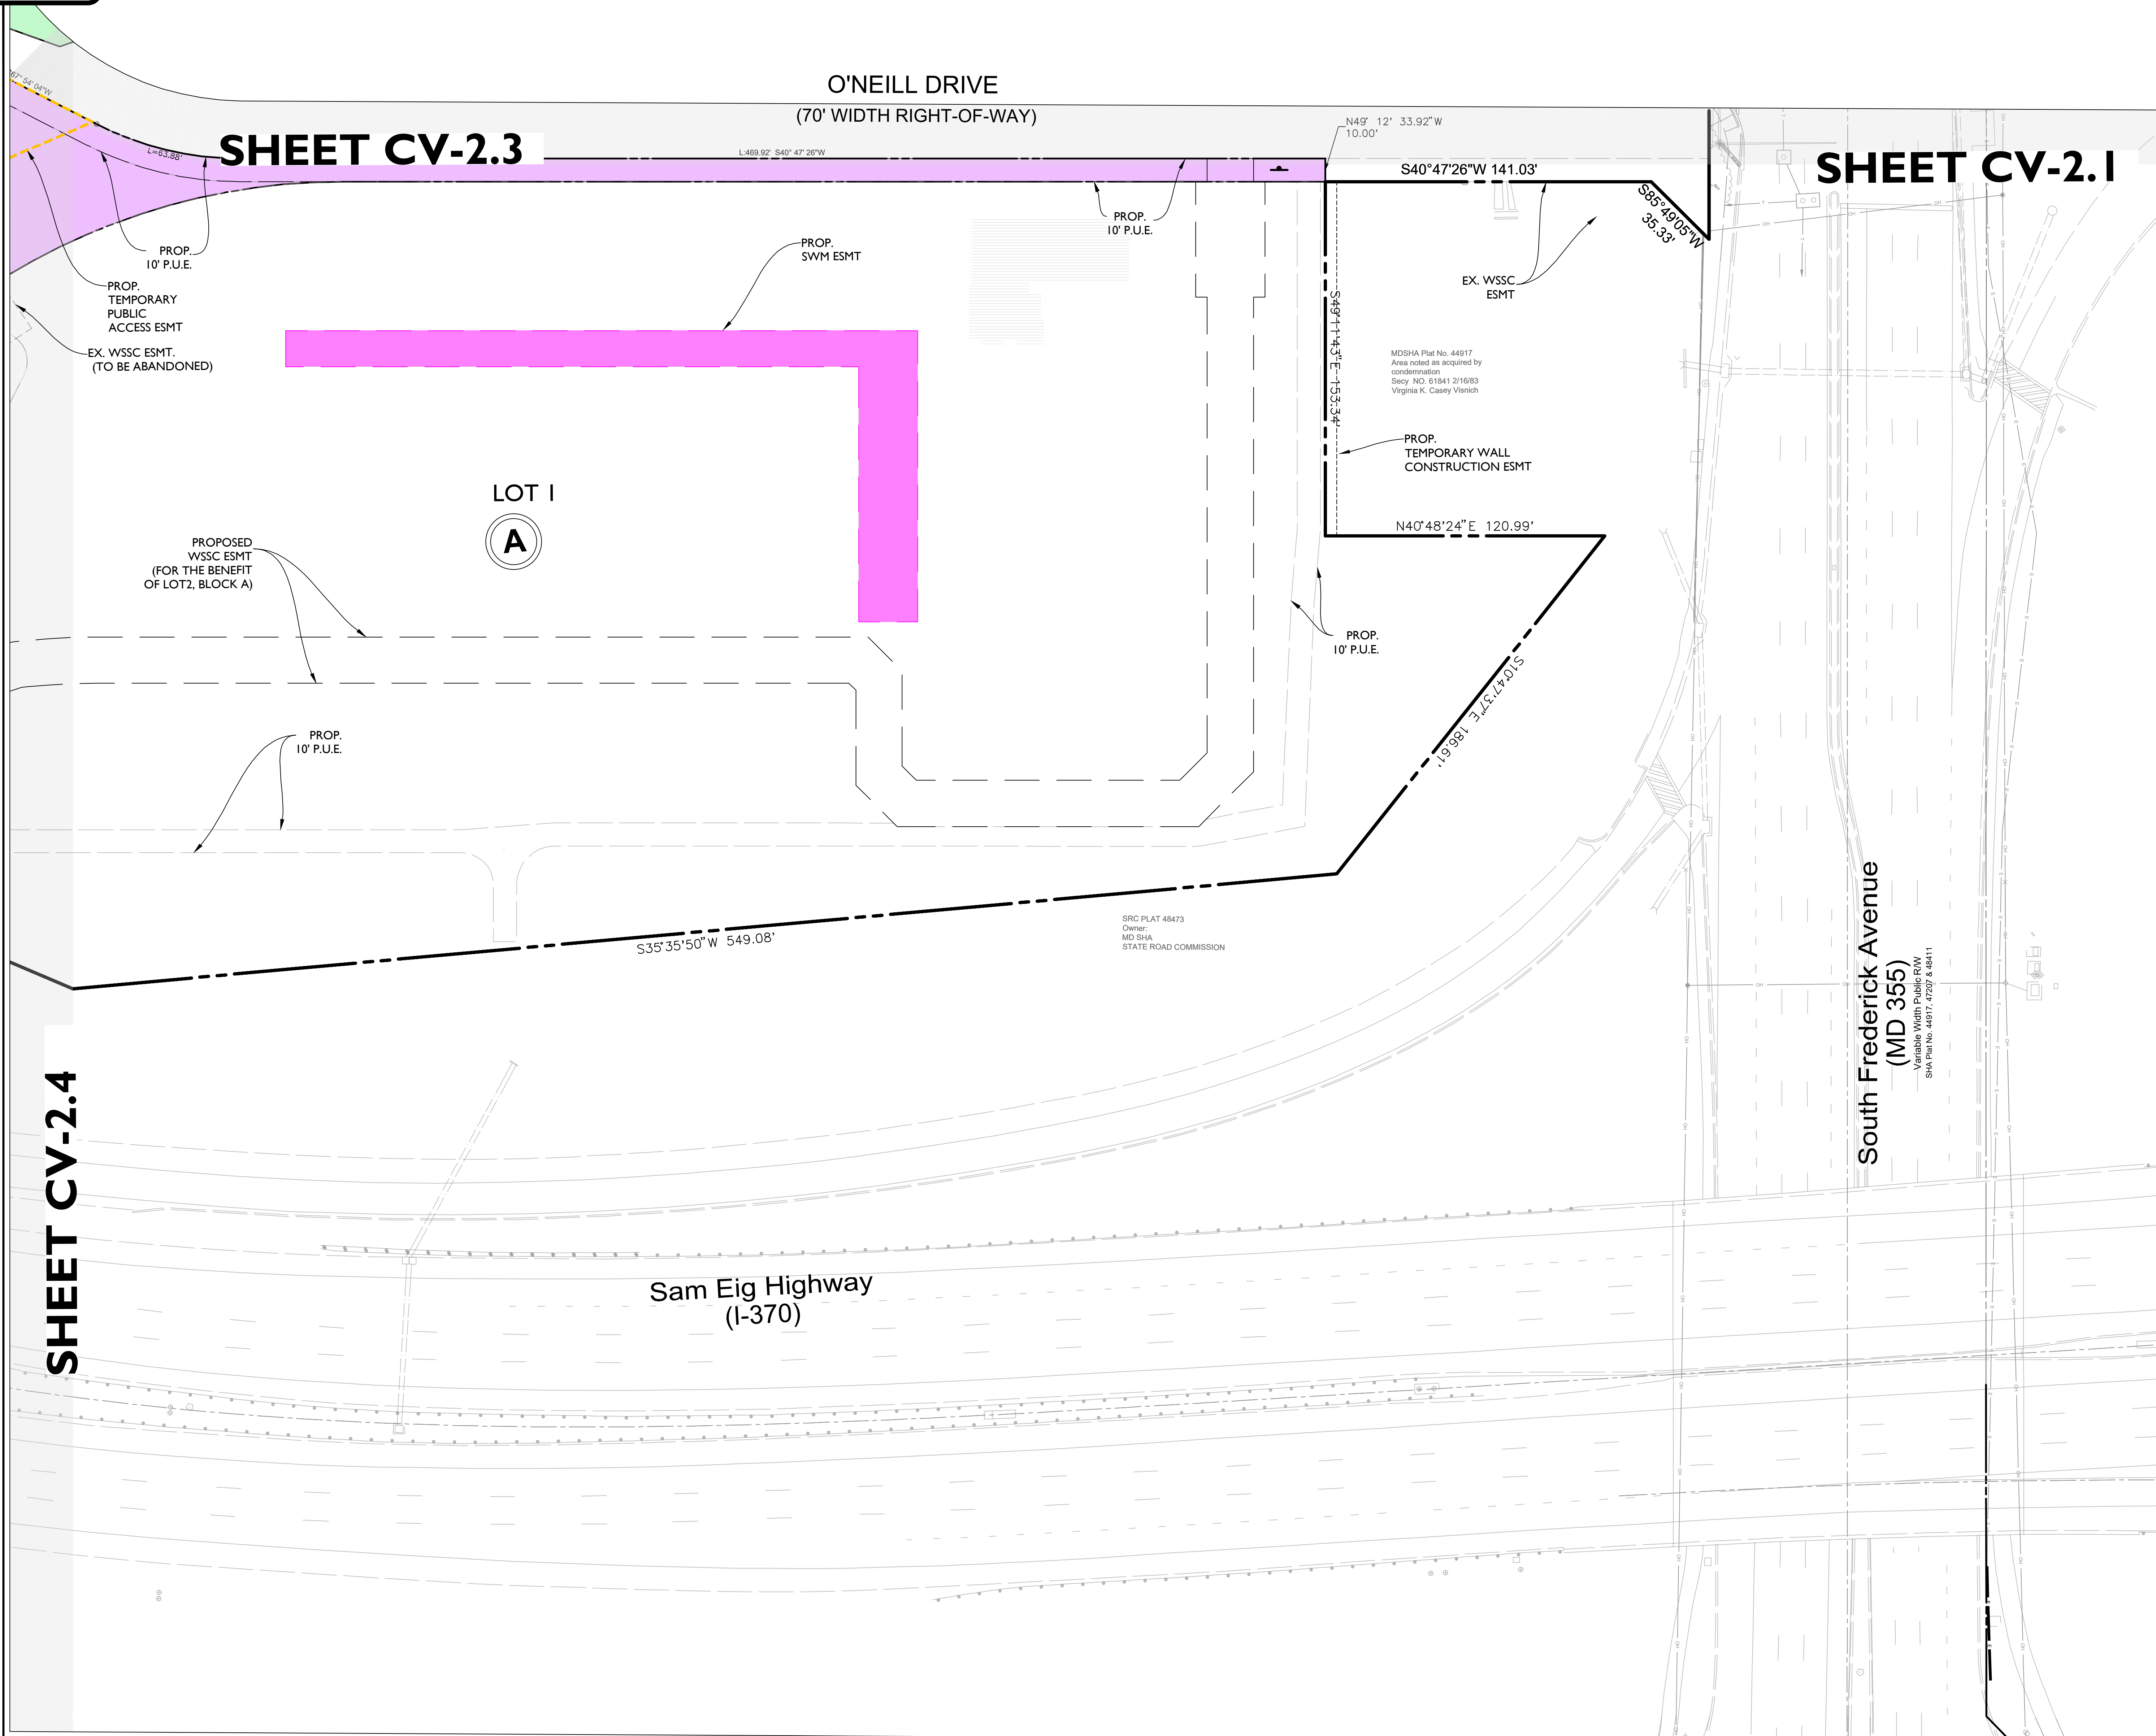 O'NEILL DRIVE
(70' WIDTH RIGHT-OF-WAY)
SHEET CV-2.3
SHEET CV-2.1
67° 54' 04"W
L=63.88'
L:469.92' S40° 47' 26"W
N49° 12' 33.92"W
10.00'
S40°47'26"W 141.03'
S85°49'05"W
35.33'
PROP.
10' P.U.E.
PROP.
10' P.U.E.
PROP.
SWM ESMT
PROP.
TEMPORARY
PUBLIC
ACCESS ESMT
EX. WSSC
ESMT
EX. WSSC ESMT.
(TO BE ABANDONED)
S49°11'43"E 153.34'
MDSHA Plat No. 44917
Area noted as acquired by
condemnation
Secy NO. 61841 2/16/83
Virginia K. Casey Visnich
PROP.
TEMPORARY WALL
CONSTRUCTION ESMT
LOT 1
A
N40°48'24"E 120.99'
PROPOSED
WSSC ESMT
(FOR THE BENEFIT
OF LOT2, BLOCK A)
PROP.
10' P.U.E.
S10°47'37"E 186.61'
PROP.
10' P.U.E.
S35°35'50"W 549.08'
SRC PLAT 48473
Owner:
MD SHA
STATE ROAD COMMISSION
South Frederick Avenue
(MD 355)
Variable Width Public R/W
SHA Plat No. 44917, 47207 & 48411
SHEET CV-2.4
Sam Eig Highway
(I-370)